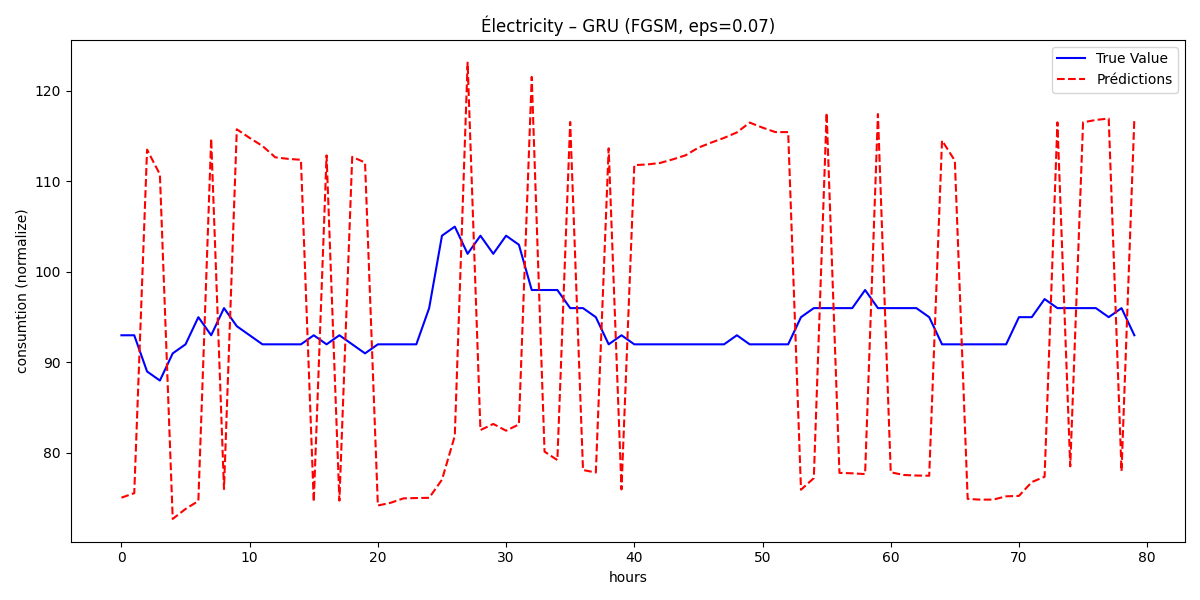 Électricity – GRU (FGSM, eps=0.07)
True Value
Prédictions
consumtion (normalize)
120
110
100
90
80
0 10 20 30 40 50 60 70 80
hours